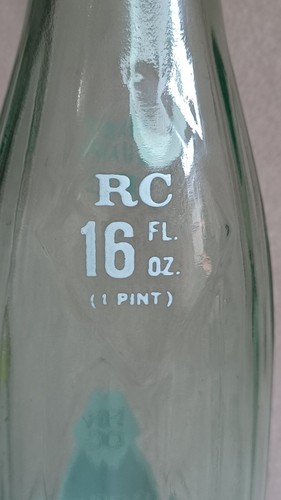 RC
16 FL.
OZ.
(1 PINT)